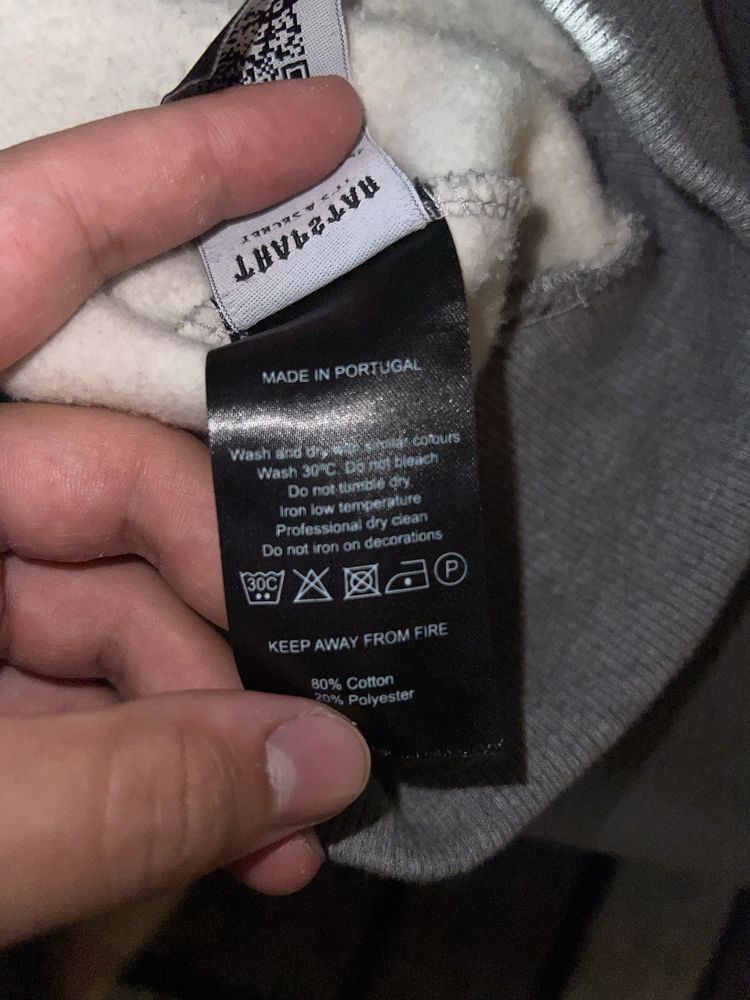 TRAPSTAR
IT'S A SECRET
MADE IN PORTUGAL
Wash and dry with similar colours
Wash 30°C. Do not bleach
Do not tumble dry
Iron low temperature
Professional dry clean
Do not iron on decorations
30C P
KEEP AWAY FROM FIRE
80% Cotton
20% Polyester